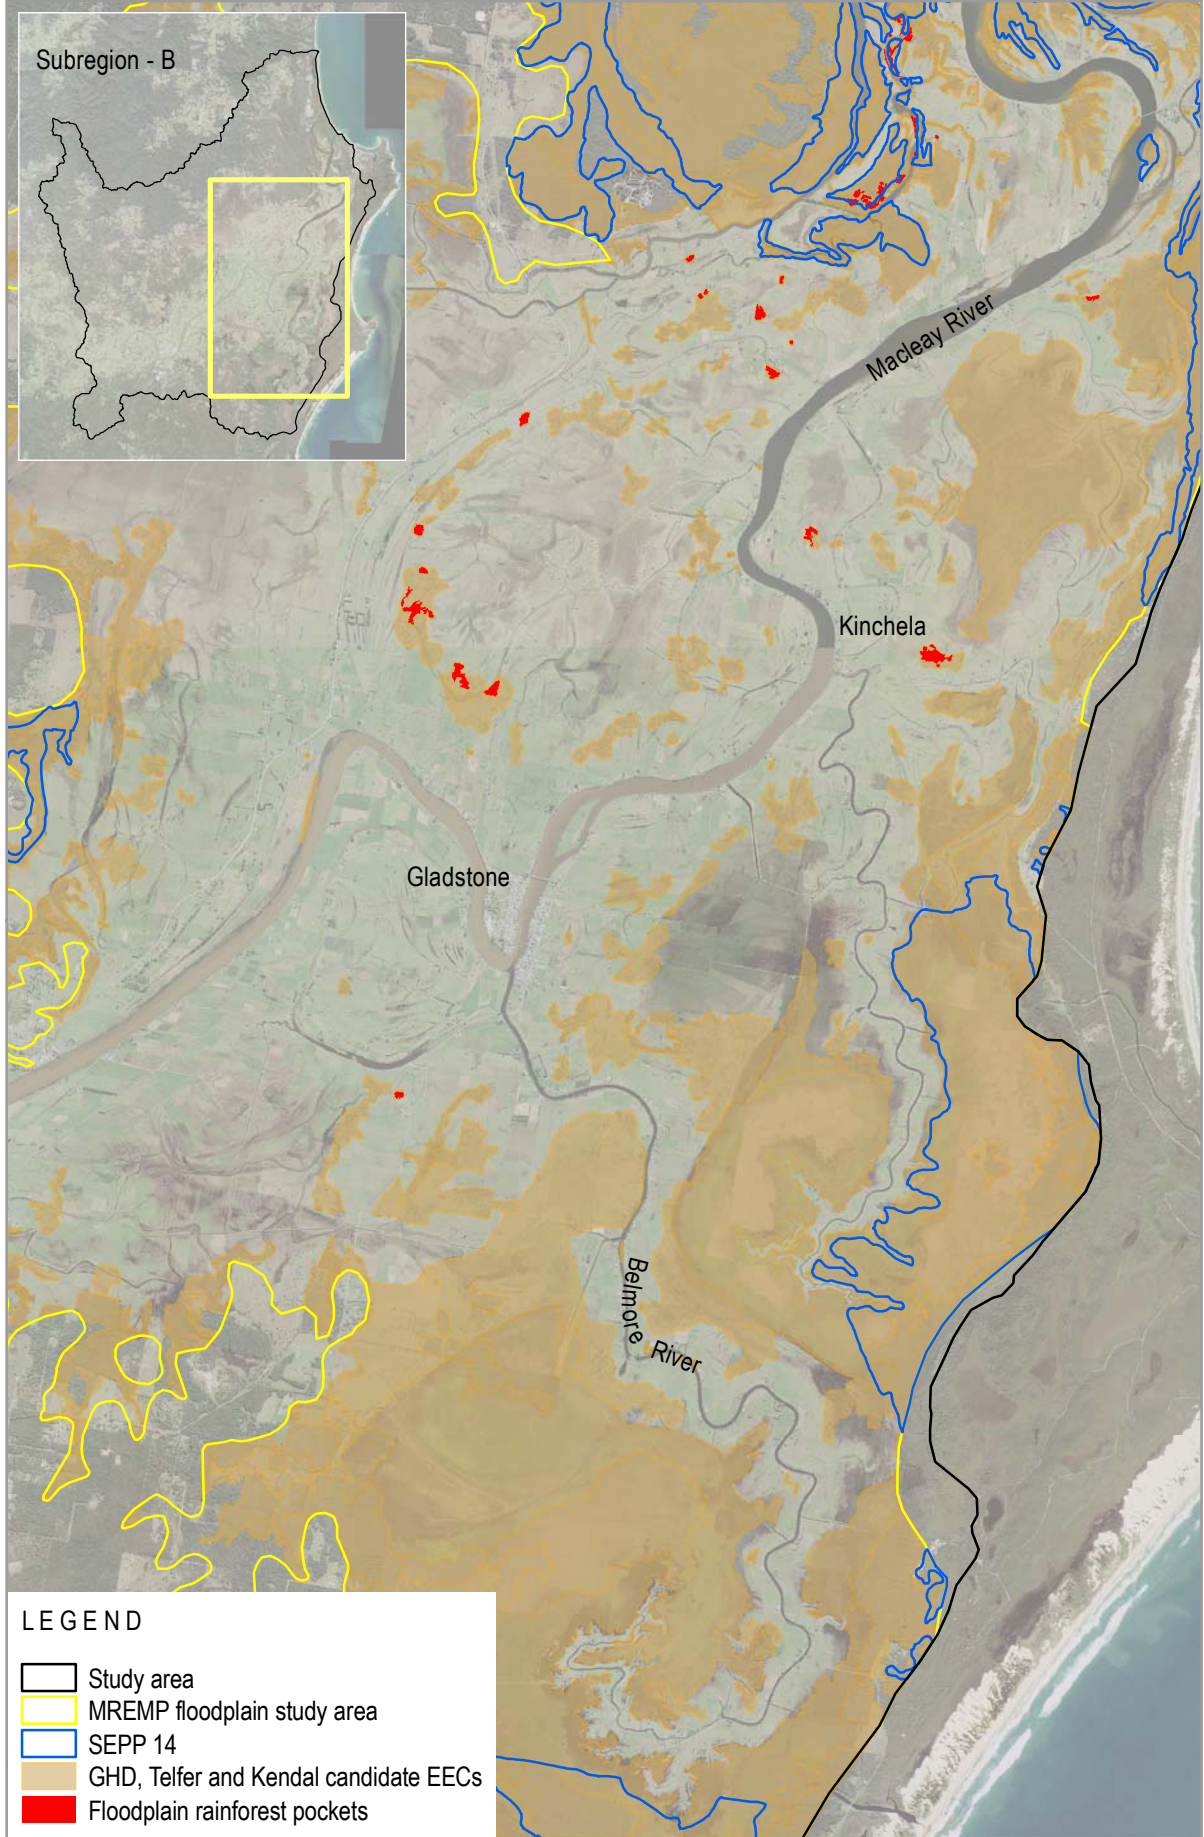 Subregion - B
Macleay River
Kinchela
Gladstone
Belmore River
LEGEND
Study area
MREMP floodplain study area
SEPP 14
GHD, Telfer and Kendal candidate EECs
Floodplain rainforest pockets